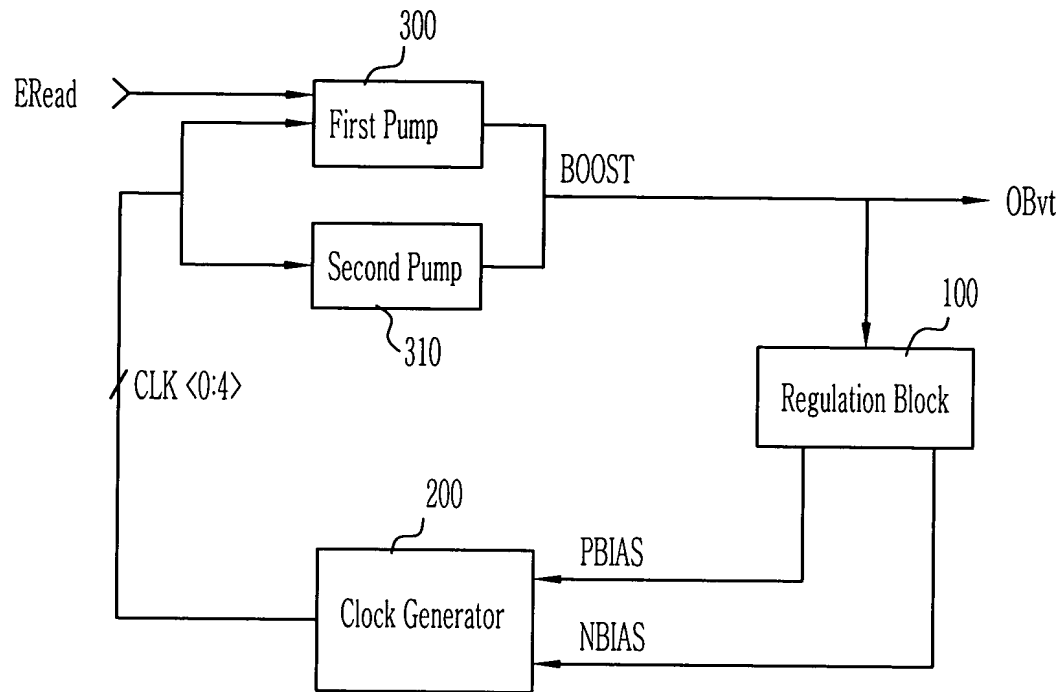 300
ERead
First Pump
BOOST
OBvt
Second Pump
310
100
CLK <0:4>
Regulation Block
200
PBIAS
Clock Generator
NBIAS